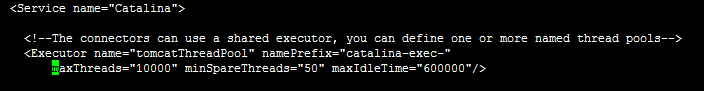 <Service name="Catalina">
<!--The connectors can use a shared executor, you can define one or more named thread pools-->
<Executor name="tomcatThreadPool" namePrefix="catalina-exec-"
maxThreads="10000" minSpareThreads="50" maxIdleTime="600000"/>